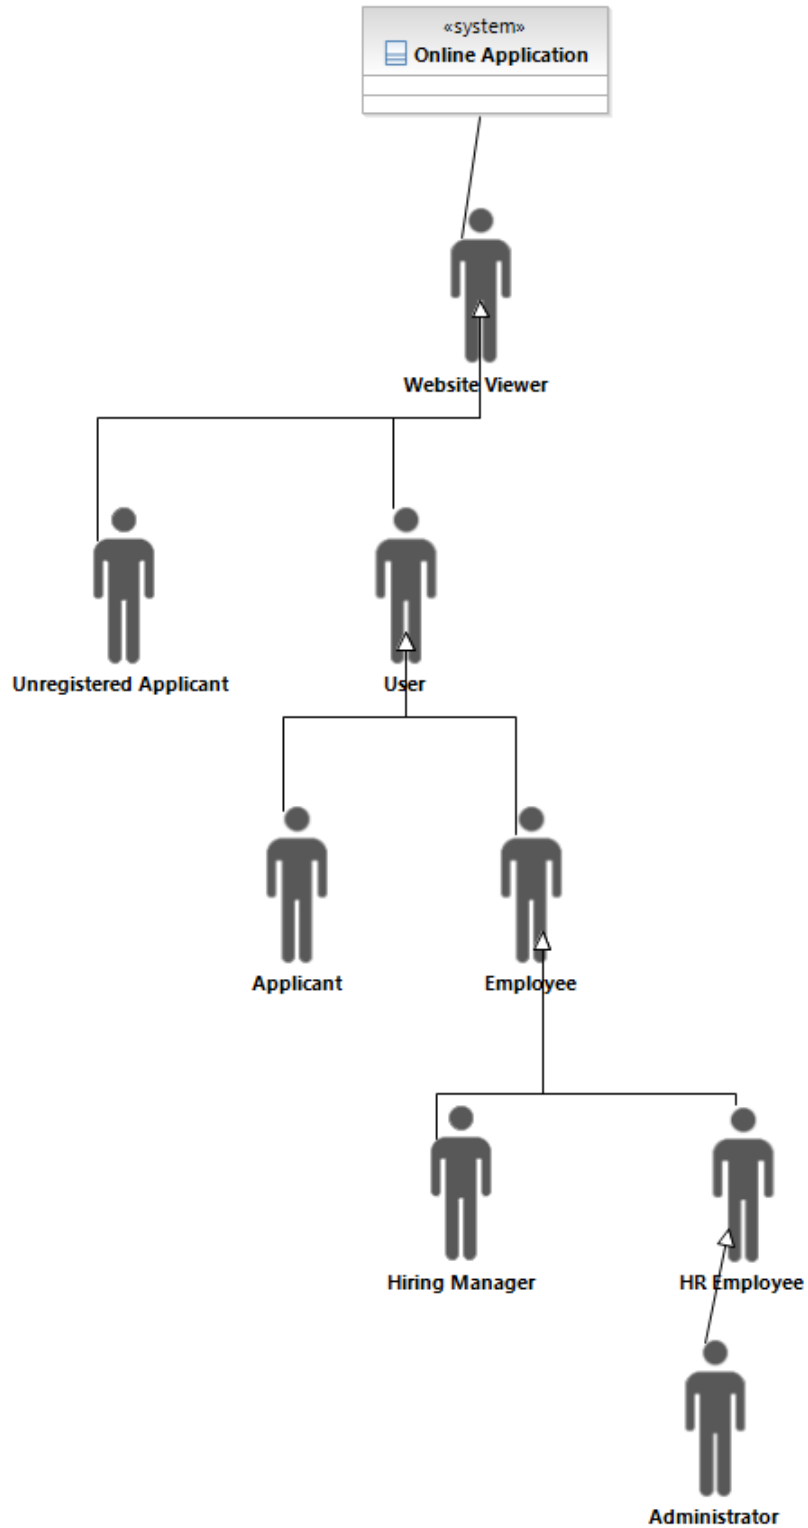 «system»
Online Application
Website Viewer
Unregistered Applicant
User
Applicant
Employee
Hiring Manager
HR Employee
Administrator